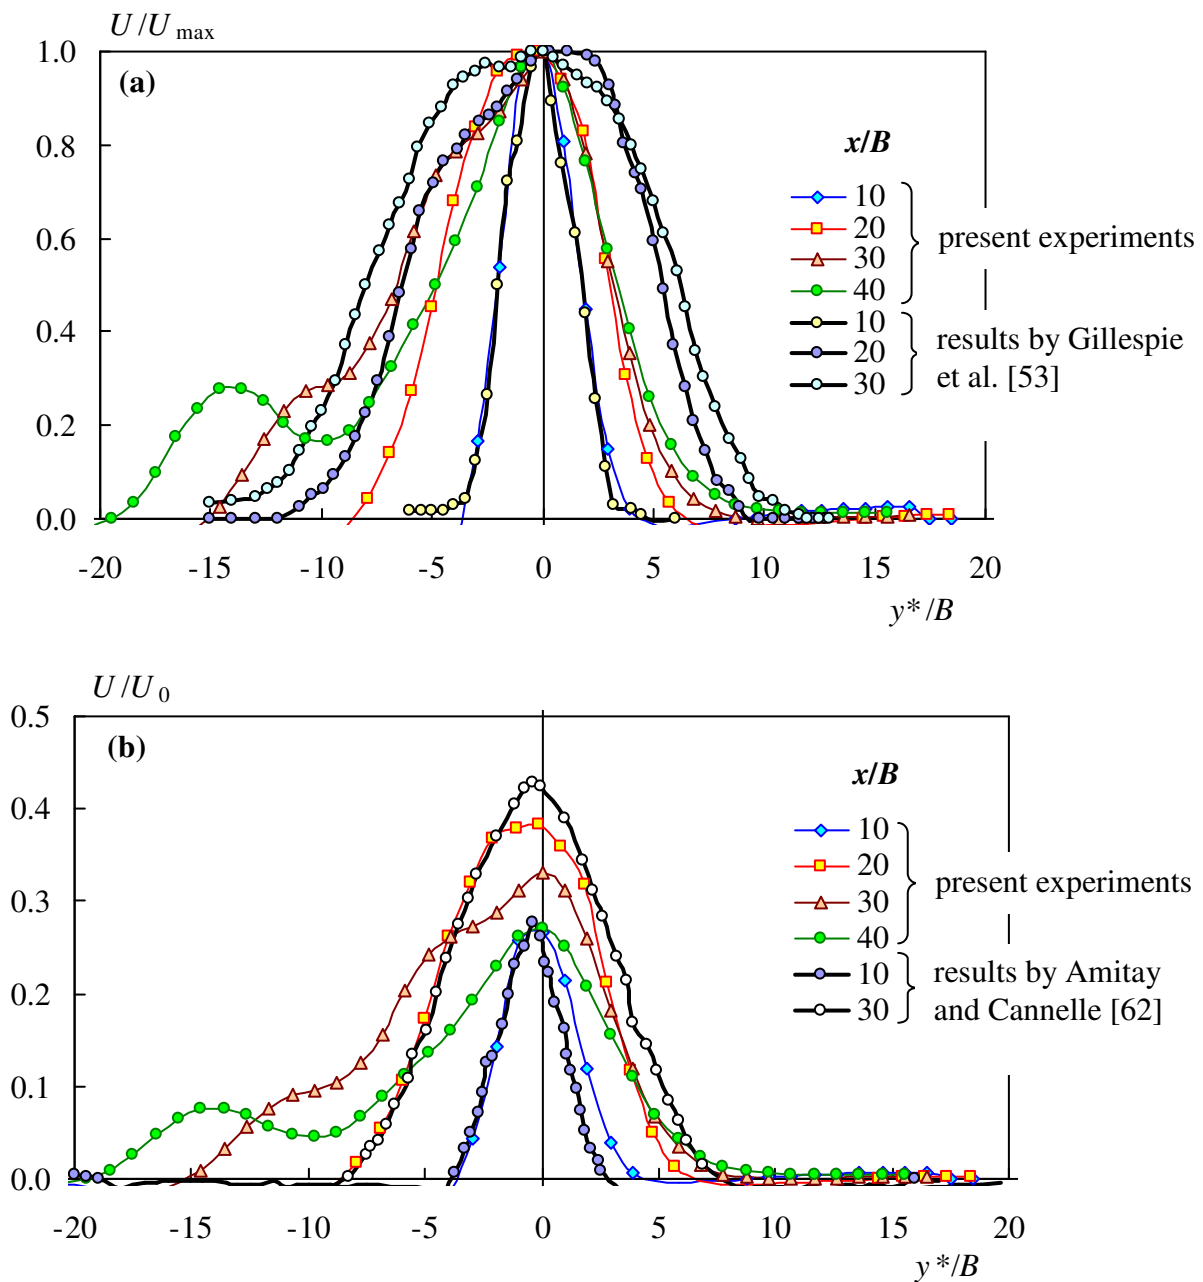 U/U max
1.0
0.8
0.6
0.4
0.2
0.0
(a)
x/B
10
20
30
40
present experiments
10
20
30
results by Gillespie
et al. [53]
-20 -15 -10 -5 0 5 10 15 20
y*/B
U/U 0
0.5
0.4
0.3
0.2
0.1
0.0
(b)
x/B
10
20
30
40
present experiments
10
30
results by Amitay
and Cannelle [62]
-20 -15 -10 -5 0 5 10 15 20
y*/B